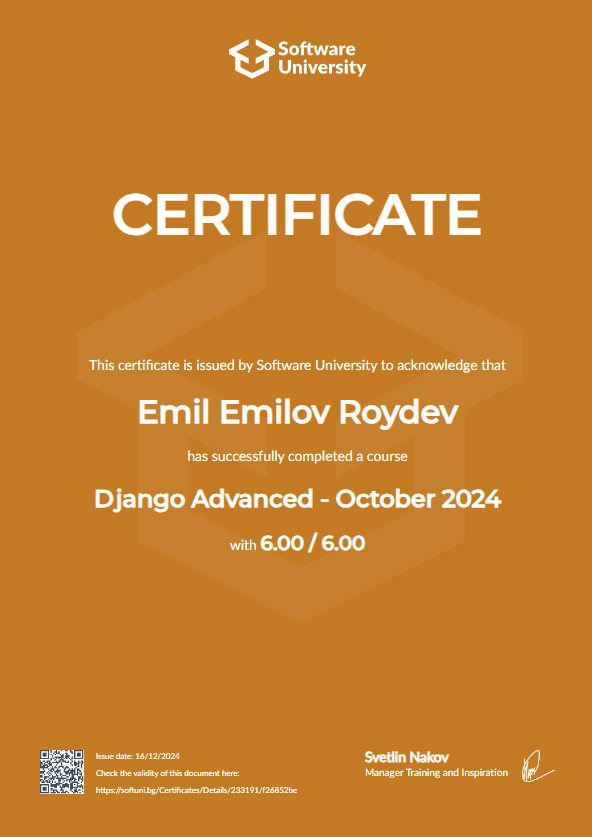 Software
University
CERTIFICATE
This certificate is issued by Software University to acknowledge that
Emil Emilov Roydev
has successfully completed a course
Django Advanced - October 2024
with 6.00 / 6.00
Issue date: 16/12/2024
Check the validity of this document here:
https://softuni.bg/Certificates/Details/233191/f26852be
Svetlin Nakov
Manager Training and Inspiration